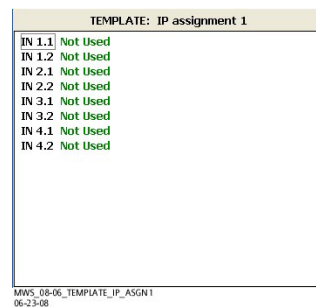 TEMPLATE: IP assignment 1
IN 1.1 Not Used
IN 1.2 Not Used
IN 2.1 Not Used
IN 2.2 Not Used
IN 3.1 Not Used
IN 3.2 Not Used
IN 4.1 Not Used
IN 4.2 Not Used
MWS_08-06_TEMPLATE_IP_ASGN1
06-23-08